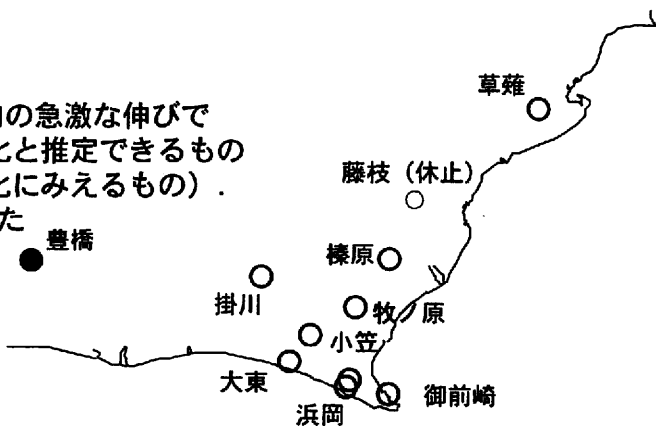 の急激な伸びで
と推定できるもの
とにみえるもの）．
た
草薙
藤枝（休止）
豊橋
榛原
掛川
牧ノ原
小笠
大東
浜岡
御前崎